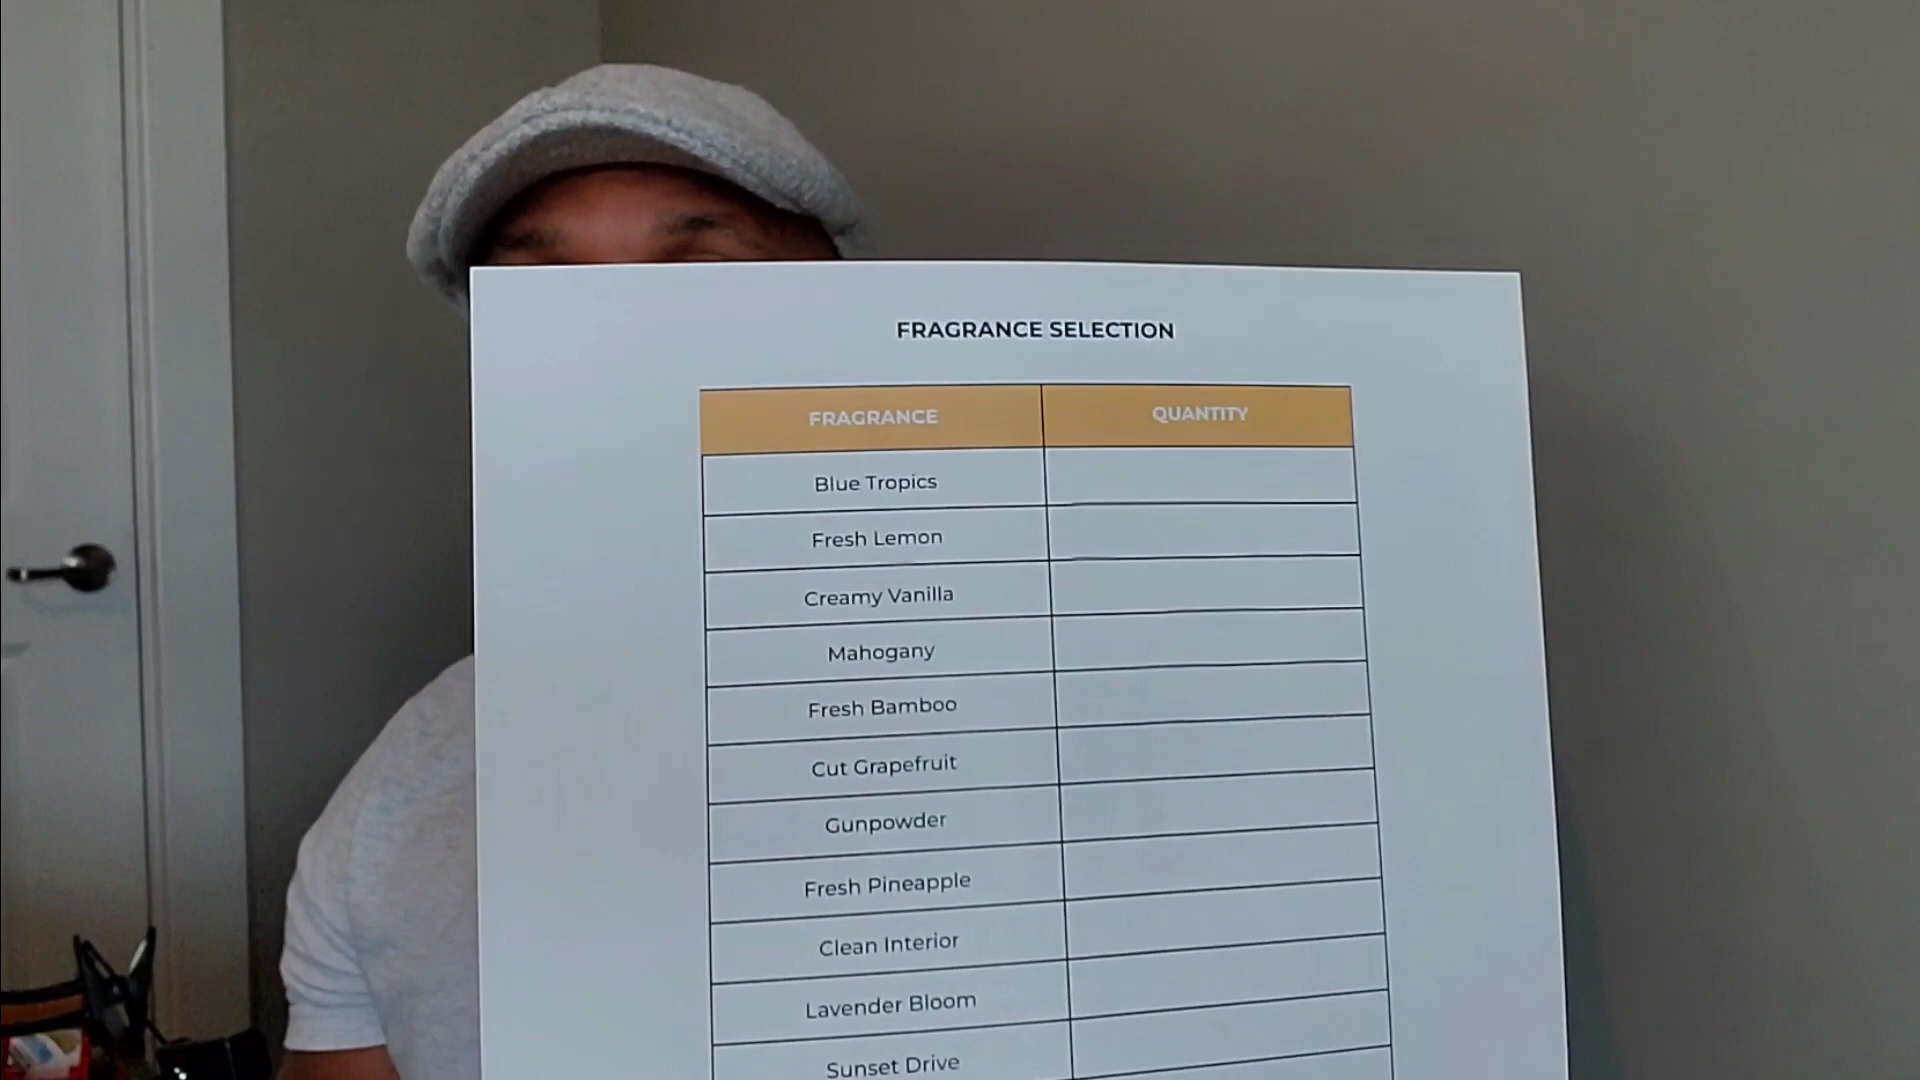 FRAGRANCE SELECTION
FRAGRANCE QUANTITY
Blue Tropics
Fresh Lemon
Creamy Vanilla
Mahogany
Fresh Bamboo
Cut Grapefruit
Gunpowder
Fresh Pineapple
Clean Interior
Lavender Bloom
Sunset Drive